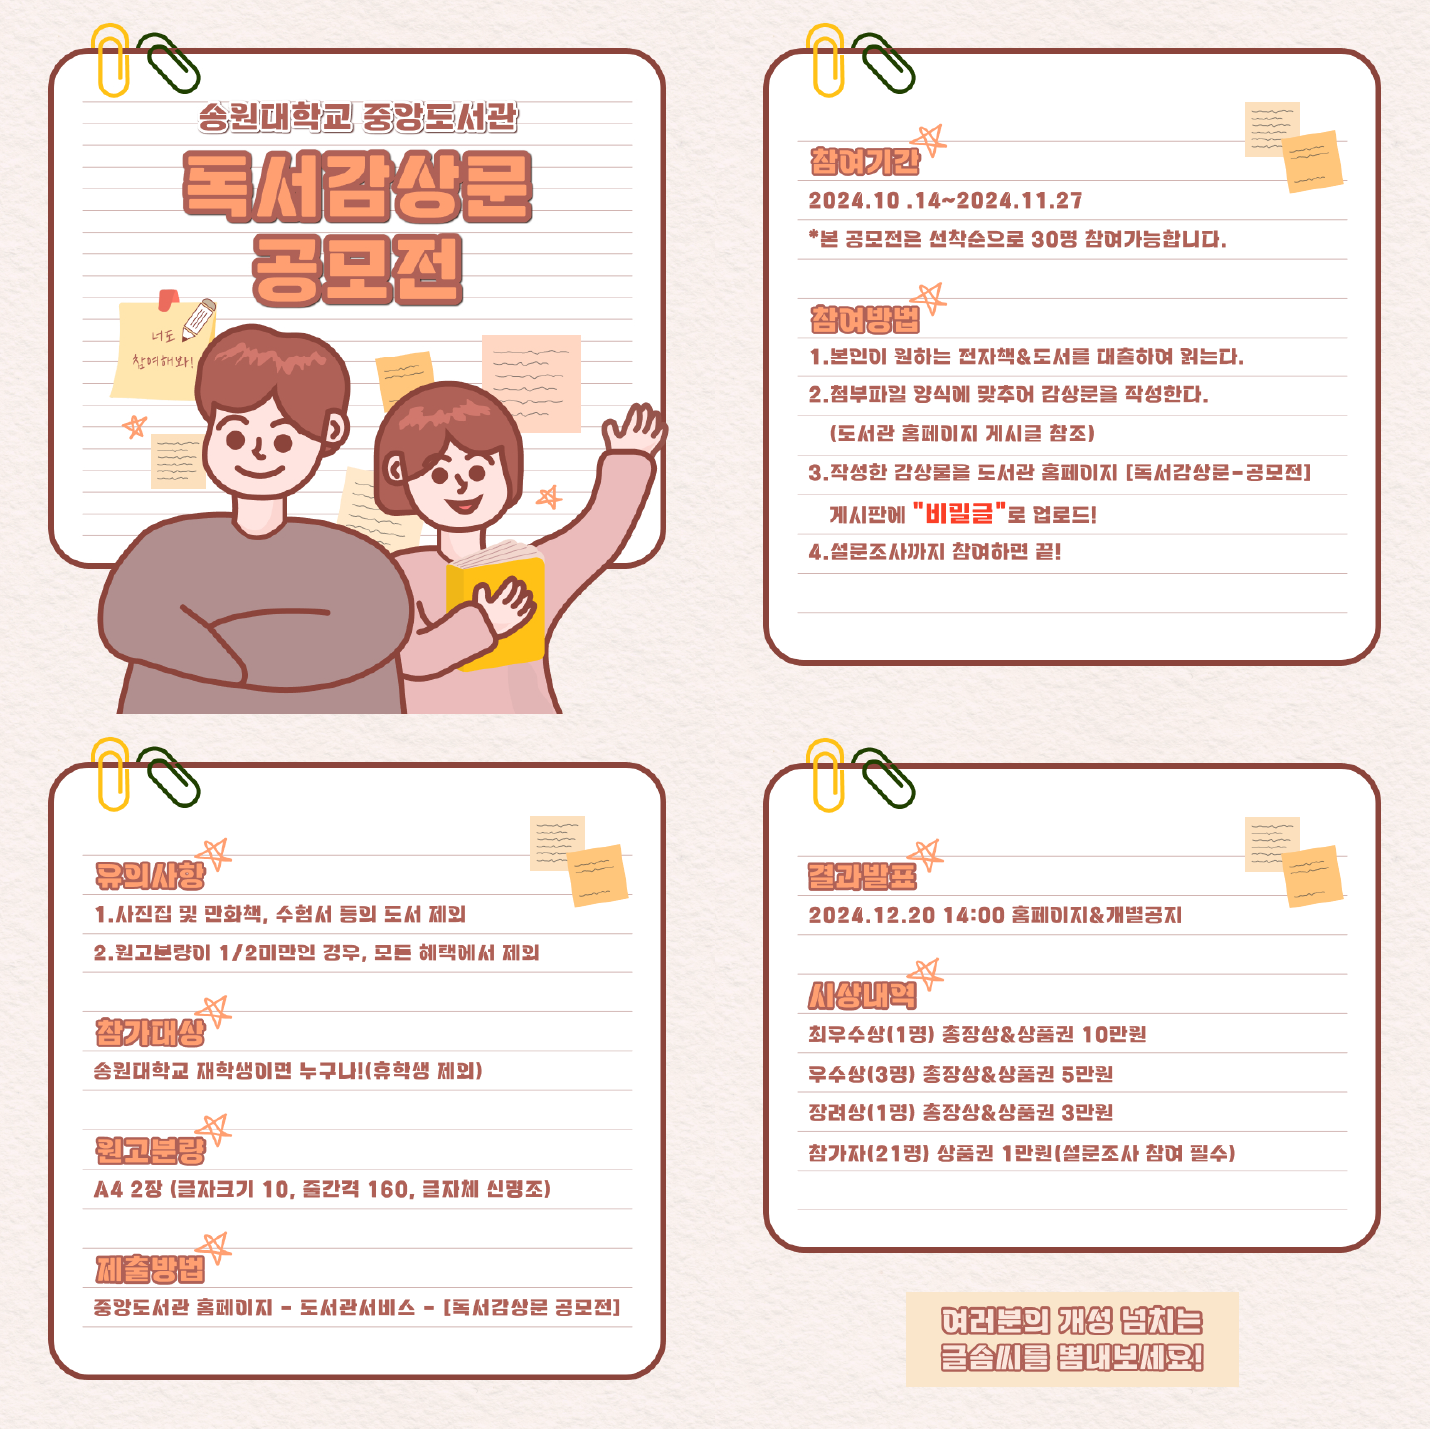 송원대학교 중앙도서관
독서감상문
공모전
너도
참여해봐!
참여기간
2024.10 .14~2024.11.27
*본 공모전은 선착순으로 30명 참여가능합니다.
참여방법
1.본인이 원하는 전자책&도서를 대출하여 읽는다.
2.첨부파일 양식에 맞추어 감상문을 작성한다.
(도서관 홈페이지 게시글 참조)
3.작성한 감상물을 도서관 홈페이지 [독서감상문-공모전]
게시판에 "비밀글"로 업로드!
4.설문조사까지 참여하면 끝!
유의사항
1.사진집 및 만화책, 수험서 등의 도서 제외
2.원고분량이 1/2미만인 경우, 모든 혜택에서 제외
참가대상
송원대학교 재학생이면 누구나!(휴학생 제외)
원고분량
A4 2장 (글자크기 10, 줄간격 160, 글자체 신명조)
제출방법
중앙도서관 홈페이지 - 도서관서비스 - [독서감상문 공모전]
결과발표
2024.12.20 14:00 홈페이지&개별공지
시상내역
최우수상(1명) 총장상&상품권 10만원
우수상(3명) 총장상&상품권 5만원
장려상(1명) 총장상&상품권 3만원
참가자(21명) 상품권 1만원(설문조사 참여 필수)
여러분의 개성 넘치는
글솜씨를 뽐내보세요!